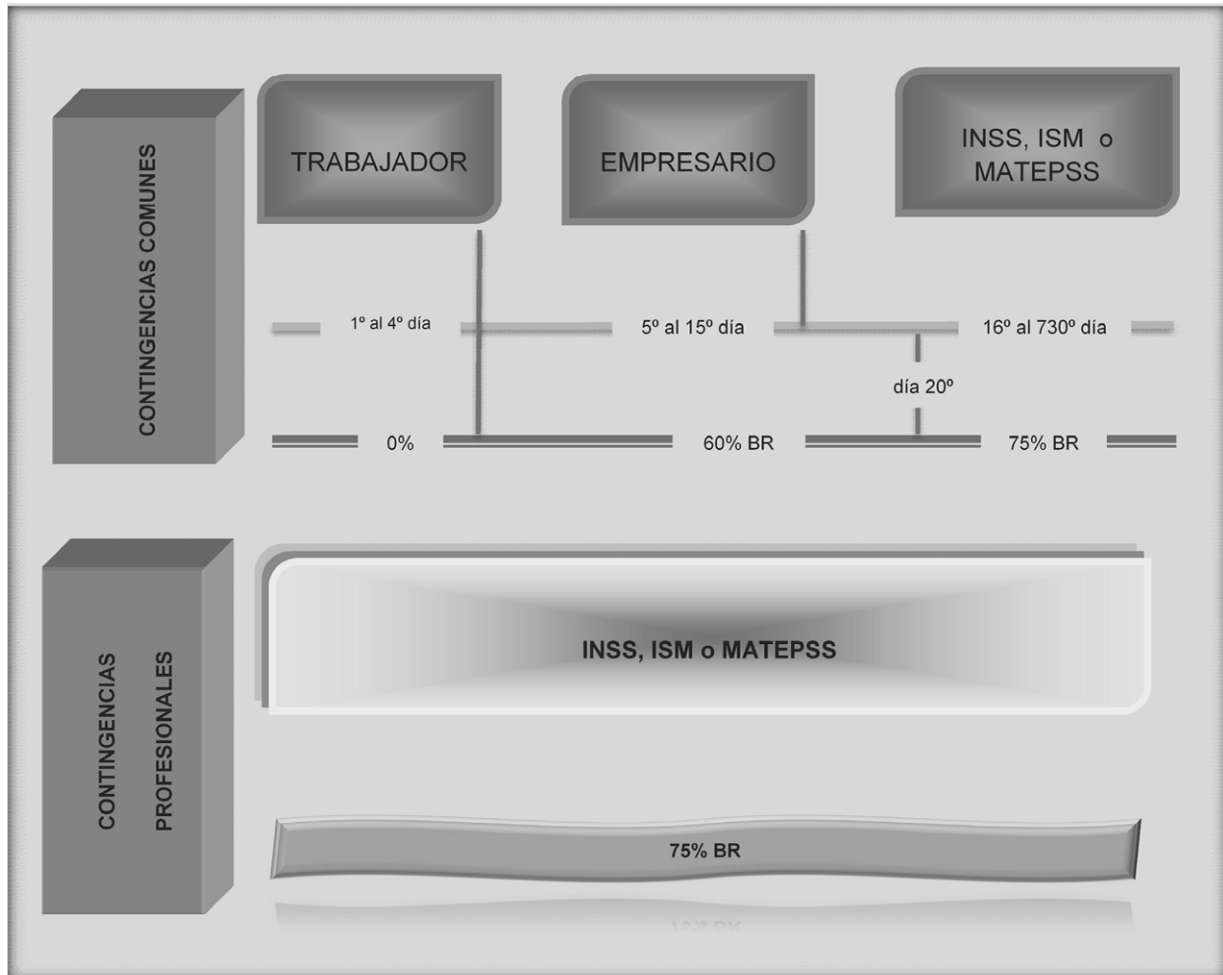 CONTINGENCIAS COMUNES
TRABAJADOR
EMPRESARIO
INSS, ISM o
MATEPSS
1º al 4º día
5º al 15º día
16º al 730º día
día 20º
0%
60% BR
75% BR
CONTINGENCIAS
PROFESIONALES
INSS, ISM o MATEPSS
75% BR